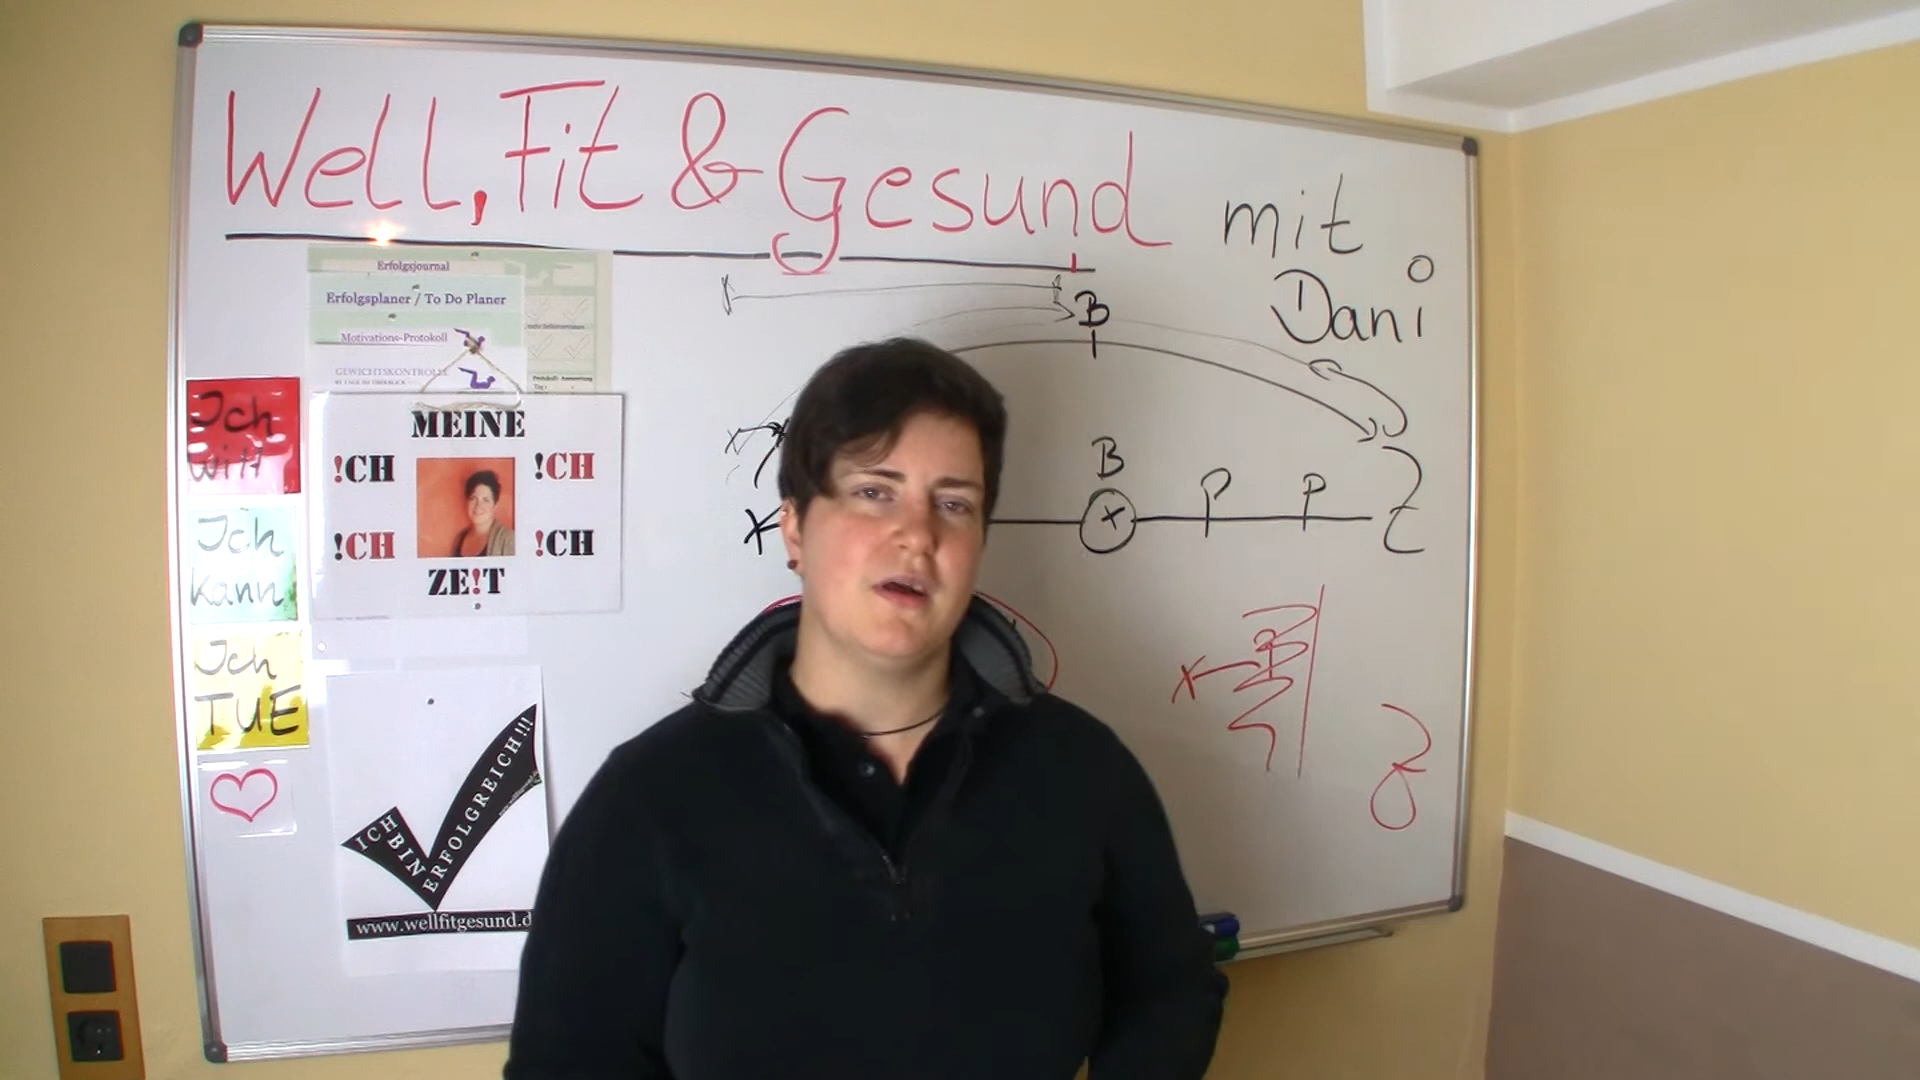 Well, Fit & Gesund mit
Dani
Erfolgsjournal
Erfolgsplaner / To Do Planer
Motivations-Protokoll
GEWICHTSKONTROLLE
Ich
will
Ich
kann
Ich
TUE
MEINE
!CH !CH
!CH !CH
ZE!T
ICH
BIN
ERFOLGREICH!!!
www.wellfitgesund.d
B
B P P Z